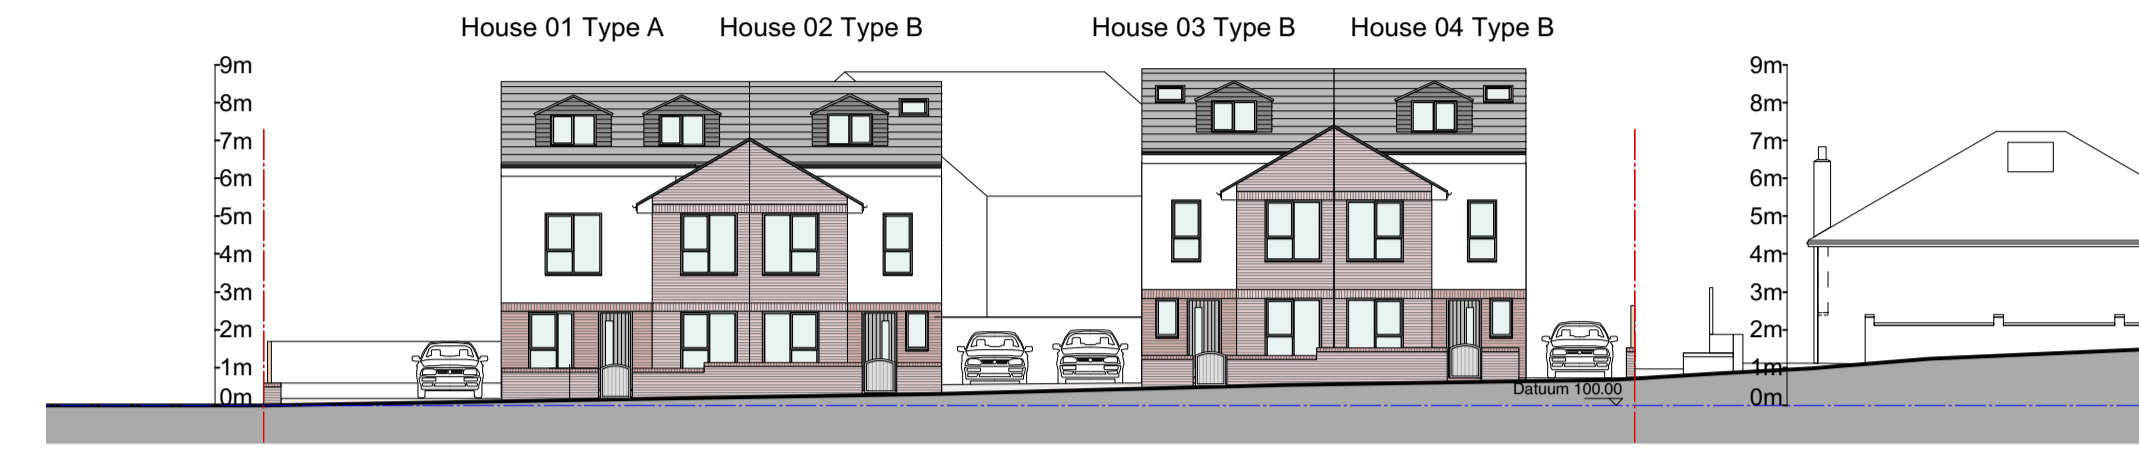 House 01 Type A
House 02 Type B
House 03 Type B
House 04 Type B
9m
8m
7m
6m
5m
4m
3m
2m
1m
0m
9m
8m
7m
6m
5m
4m
3m
2m
1m
0m
Datuum 100.00